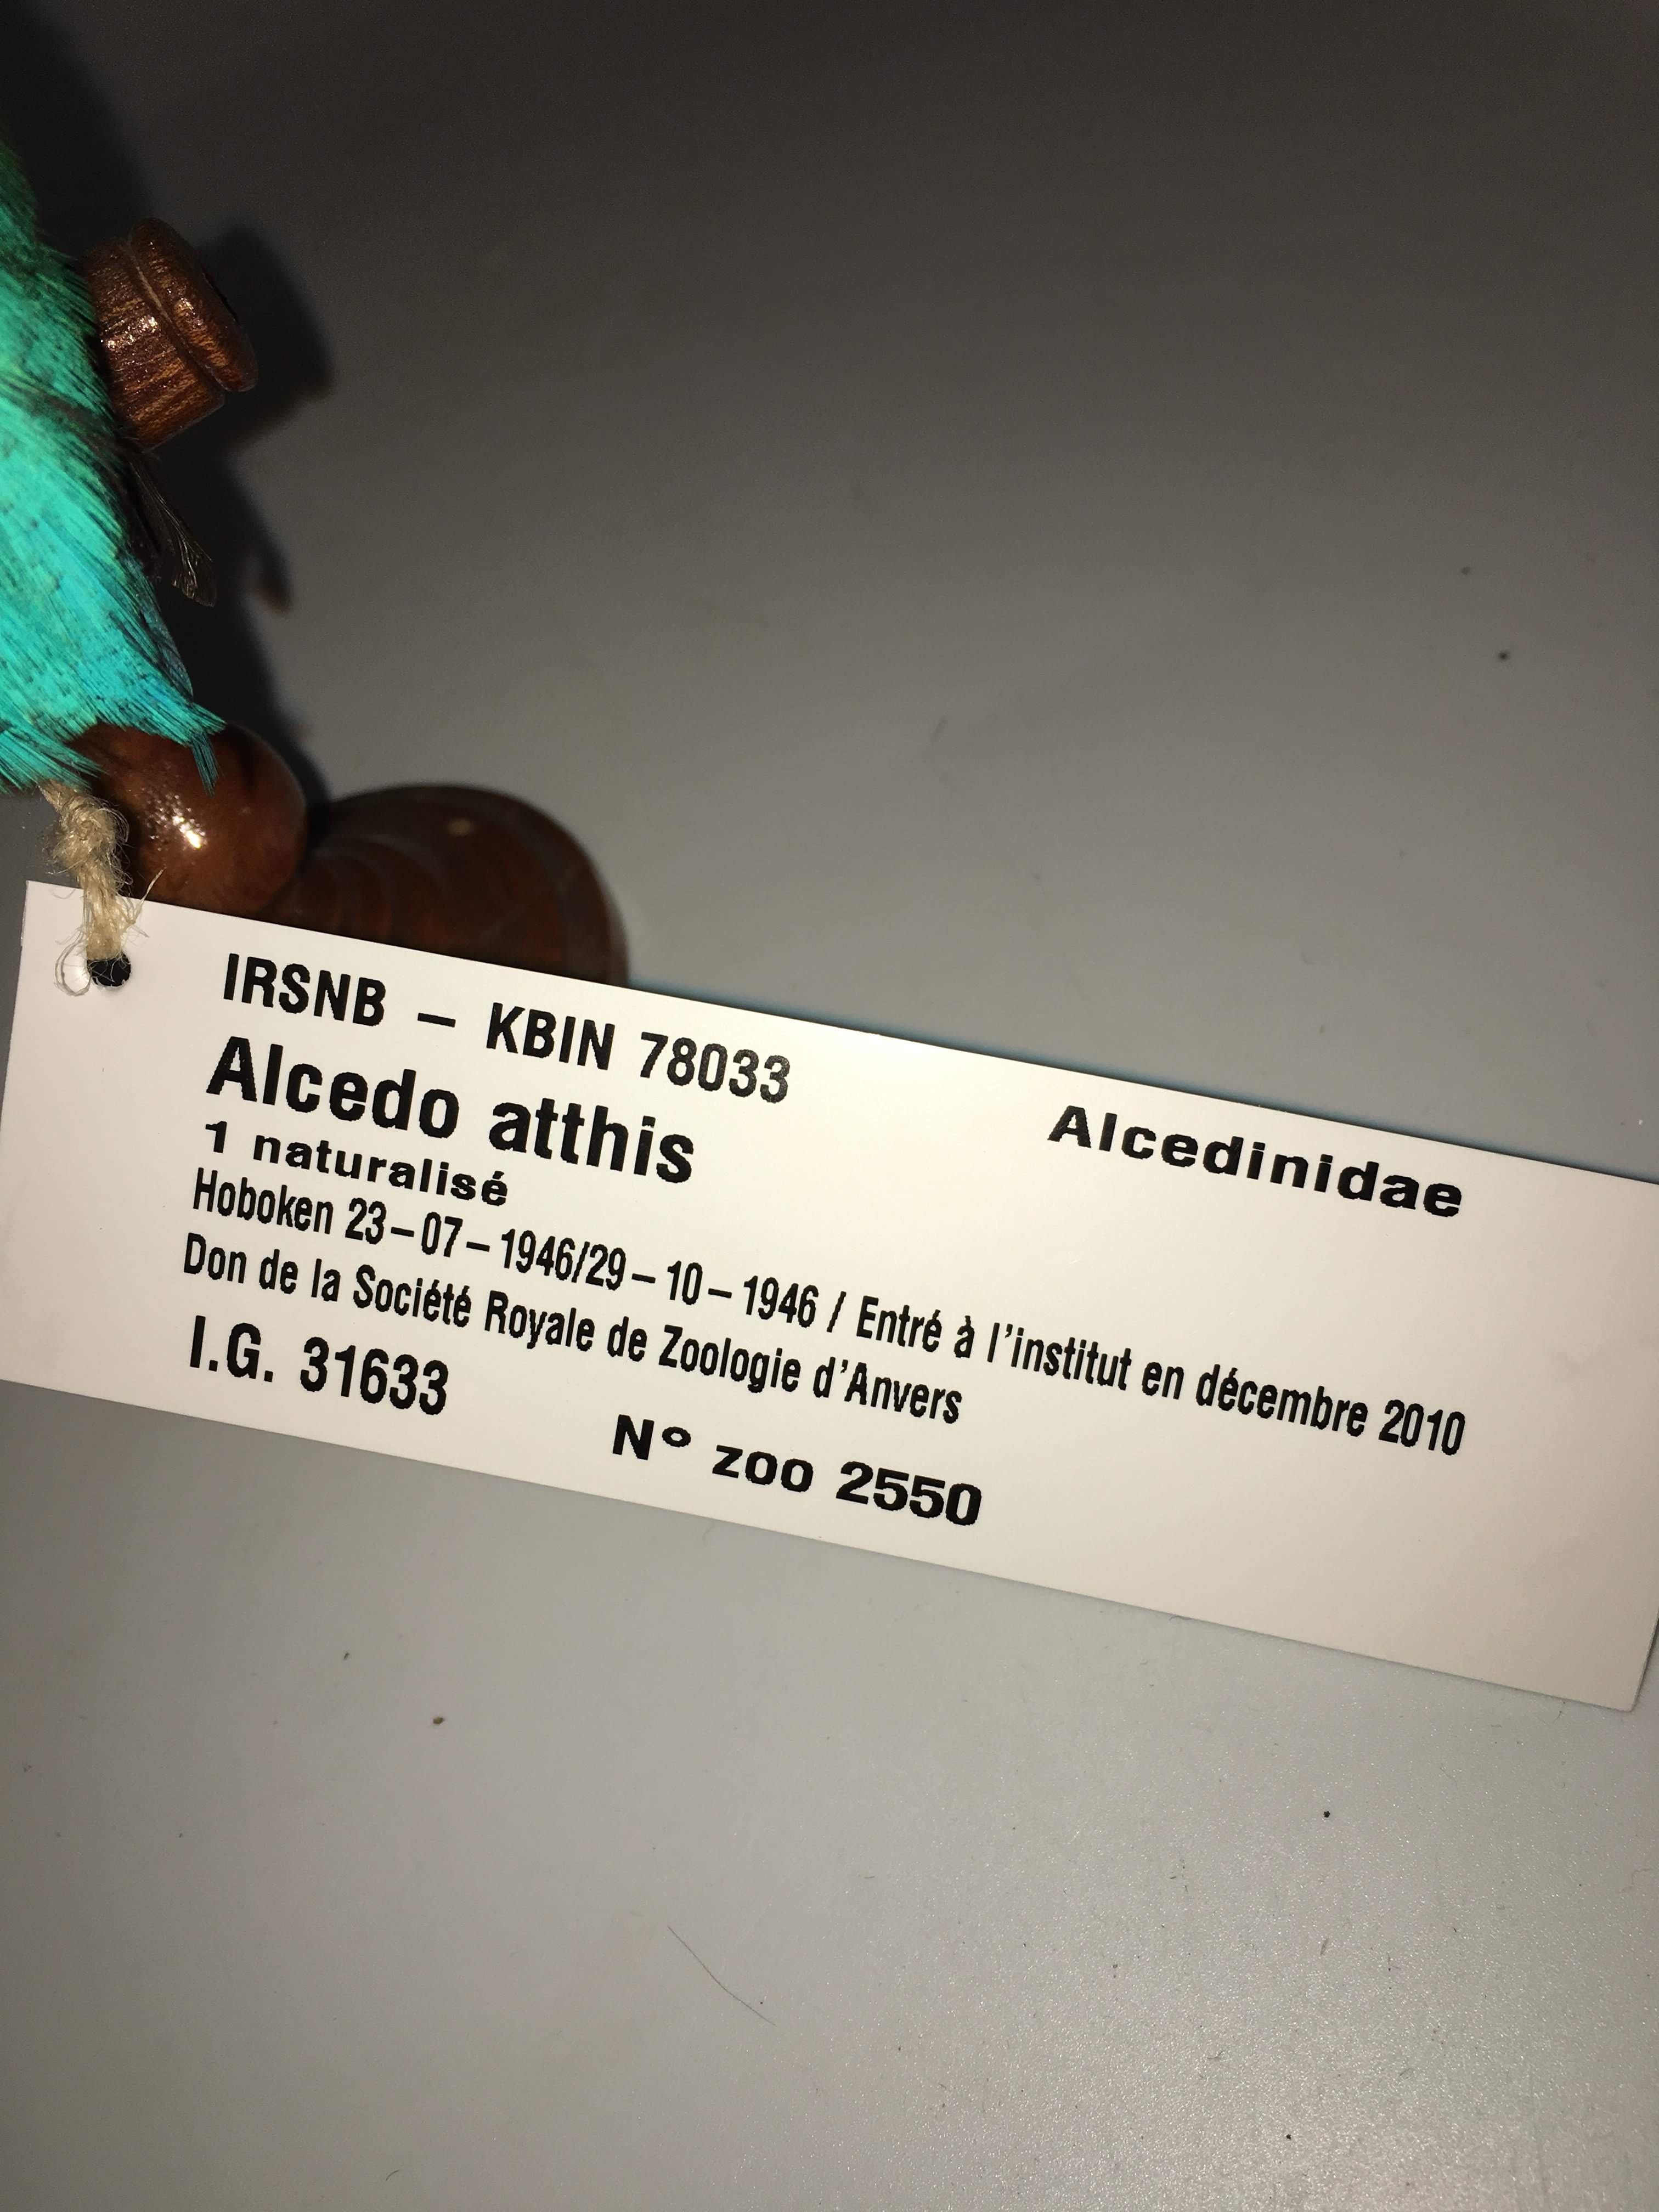 IRSNB – KBIN 78033
Alcedinidae
Alcedo atthis
1 naturalisé
Hoboken 23–07–1946/29–10–1946 / Entré à l'institut en décembre 2010
Don de la Société Royale de Zoologie d'Anvers
I.G. 31633
N° zoo 2550